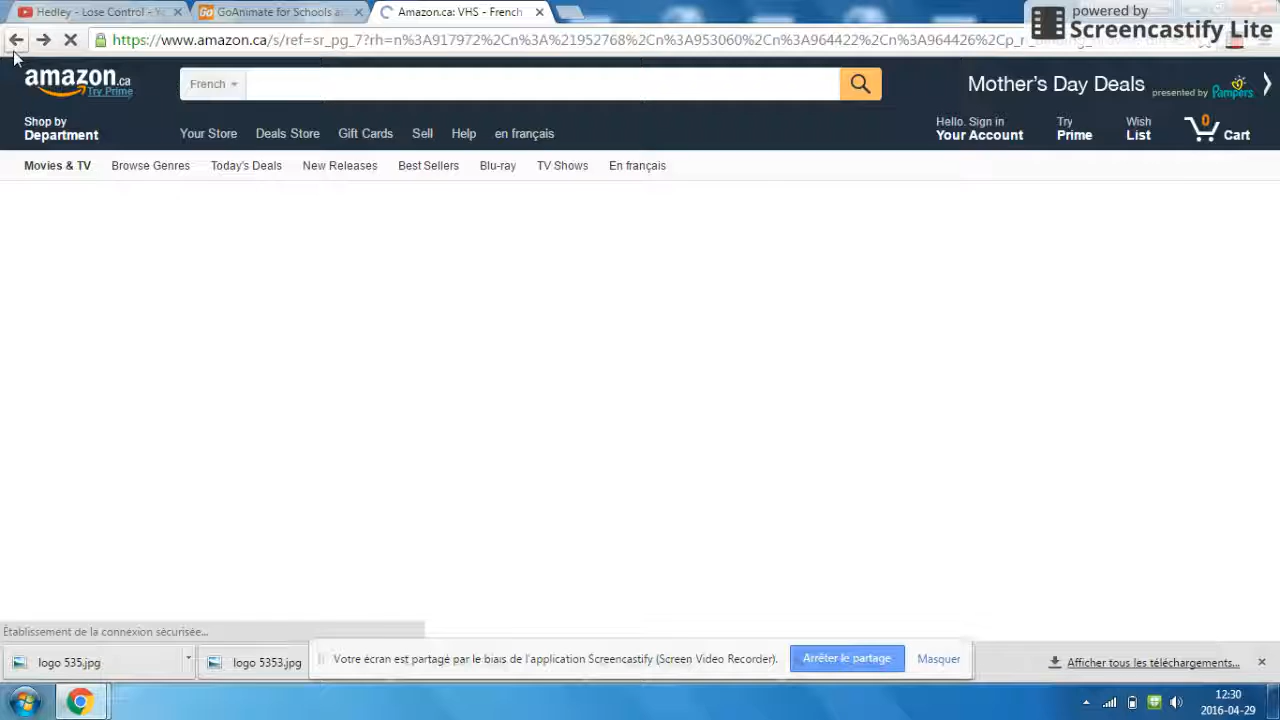 Hedley - Lose Control - Y
GoAnimate for Schools a
Amazon.ca: VHS - French
powered by
Screencastify Lite
https://www.amazon.ca/s/ref=sr_pg_7?rh=n%3A917972%2Cn%3A%21952768%2Cn%3A953060%2Cn%3A964422%2Cn%3A964426%2Cp_n_binding_
amazon.ca
Try Prime
French
Mother's Day Deals presented by Pampers
Shop by
Department
Your Store Deals Store Gift Cards Sell Help en français
Hello. Sign in
Your Account
Try
Prime
Wish
List
0
Cart
Movies & TV Browse Genres Today's Deals New Releases Best Sellers Blu-ray TV Shows En français
Établissement de la connexion sécurisée...
logo 535.jpg
logo 5353.jpg
Votre écran est partagé par le biais de l'application Screencastify (Screen Video Recorder).
Arrêter le partage
Masquer
Afficher tous les téléchargements...
12:30
2016-04-29